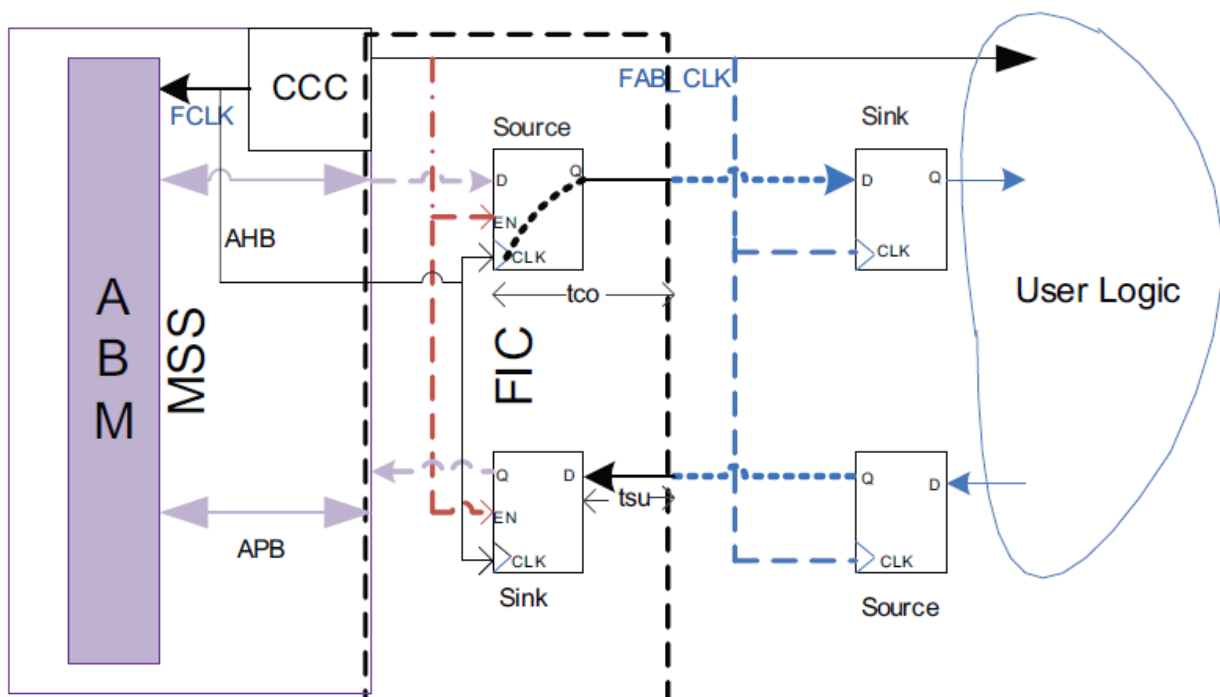 CCC
FCLK
FAB_CLK
Source
Sink
D
Q
EN
CLK
D
Q
CLK
AHB
tco
User Logic
A
B
M
MSS
FIC
Q
D
EN
CLK
tsu
Q
D
CLK
APB
Sink
Source